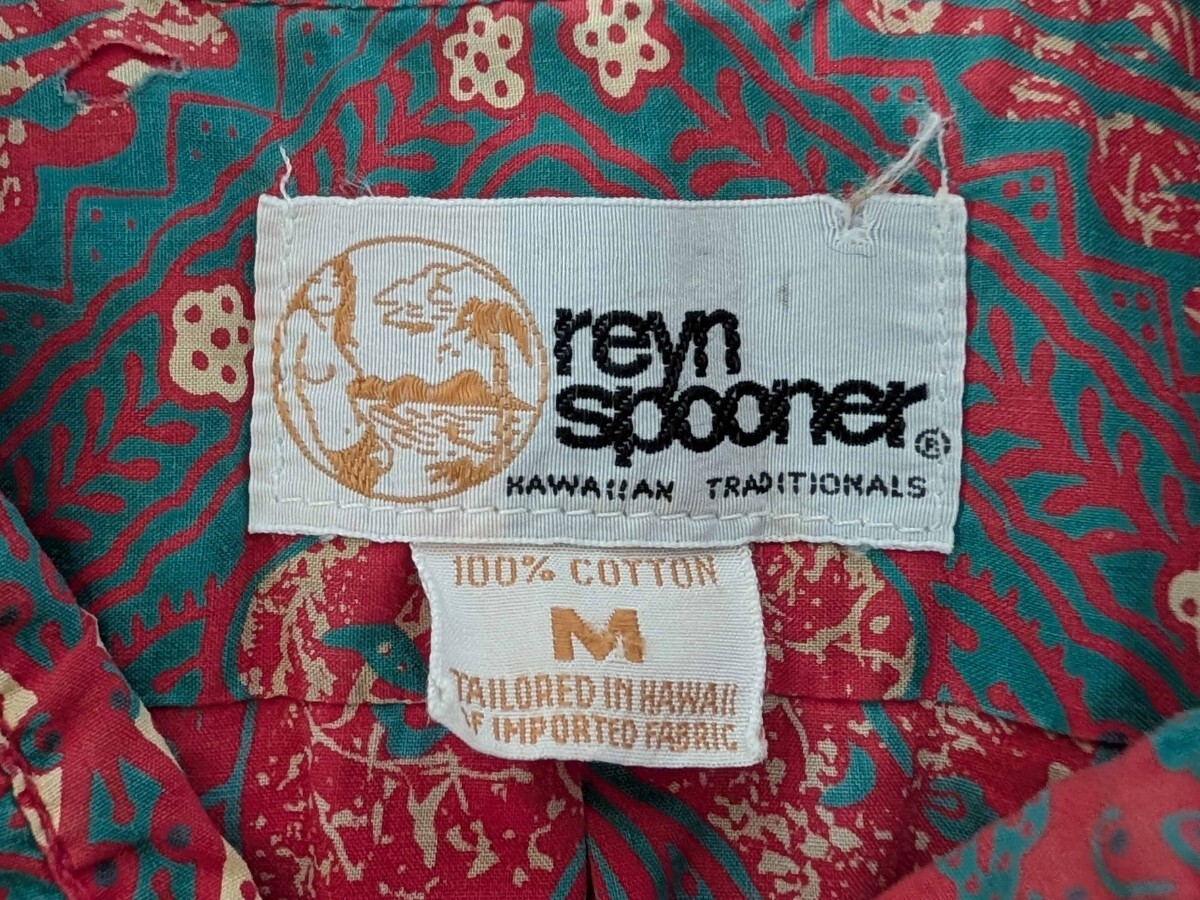 reyn
spooner®
HAWAIIAN TRADITIONALS
100% COTTON
M
TAILORED IN HAWAII
OF IMPORTED FABRIC